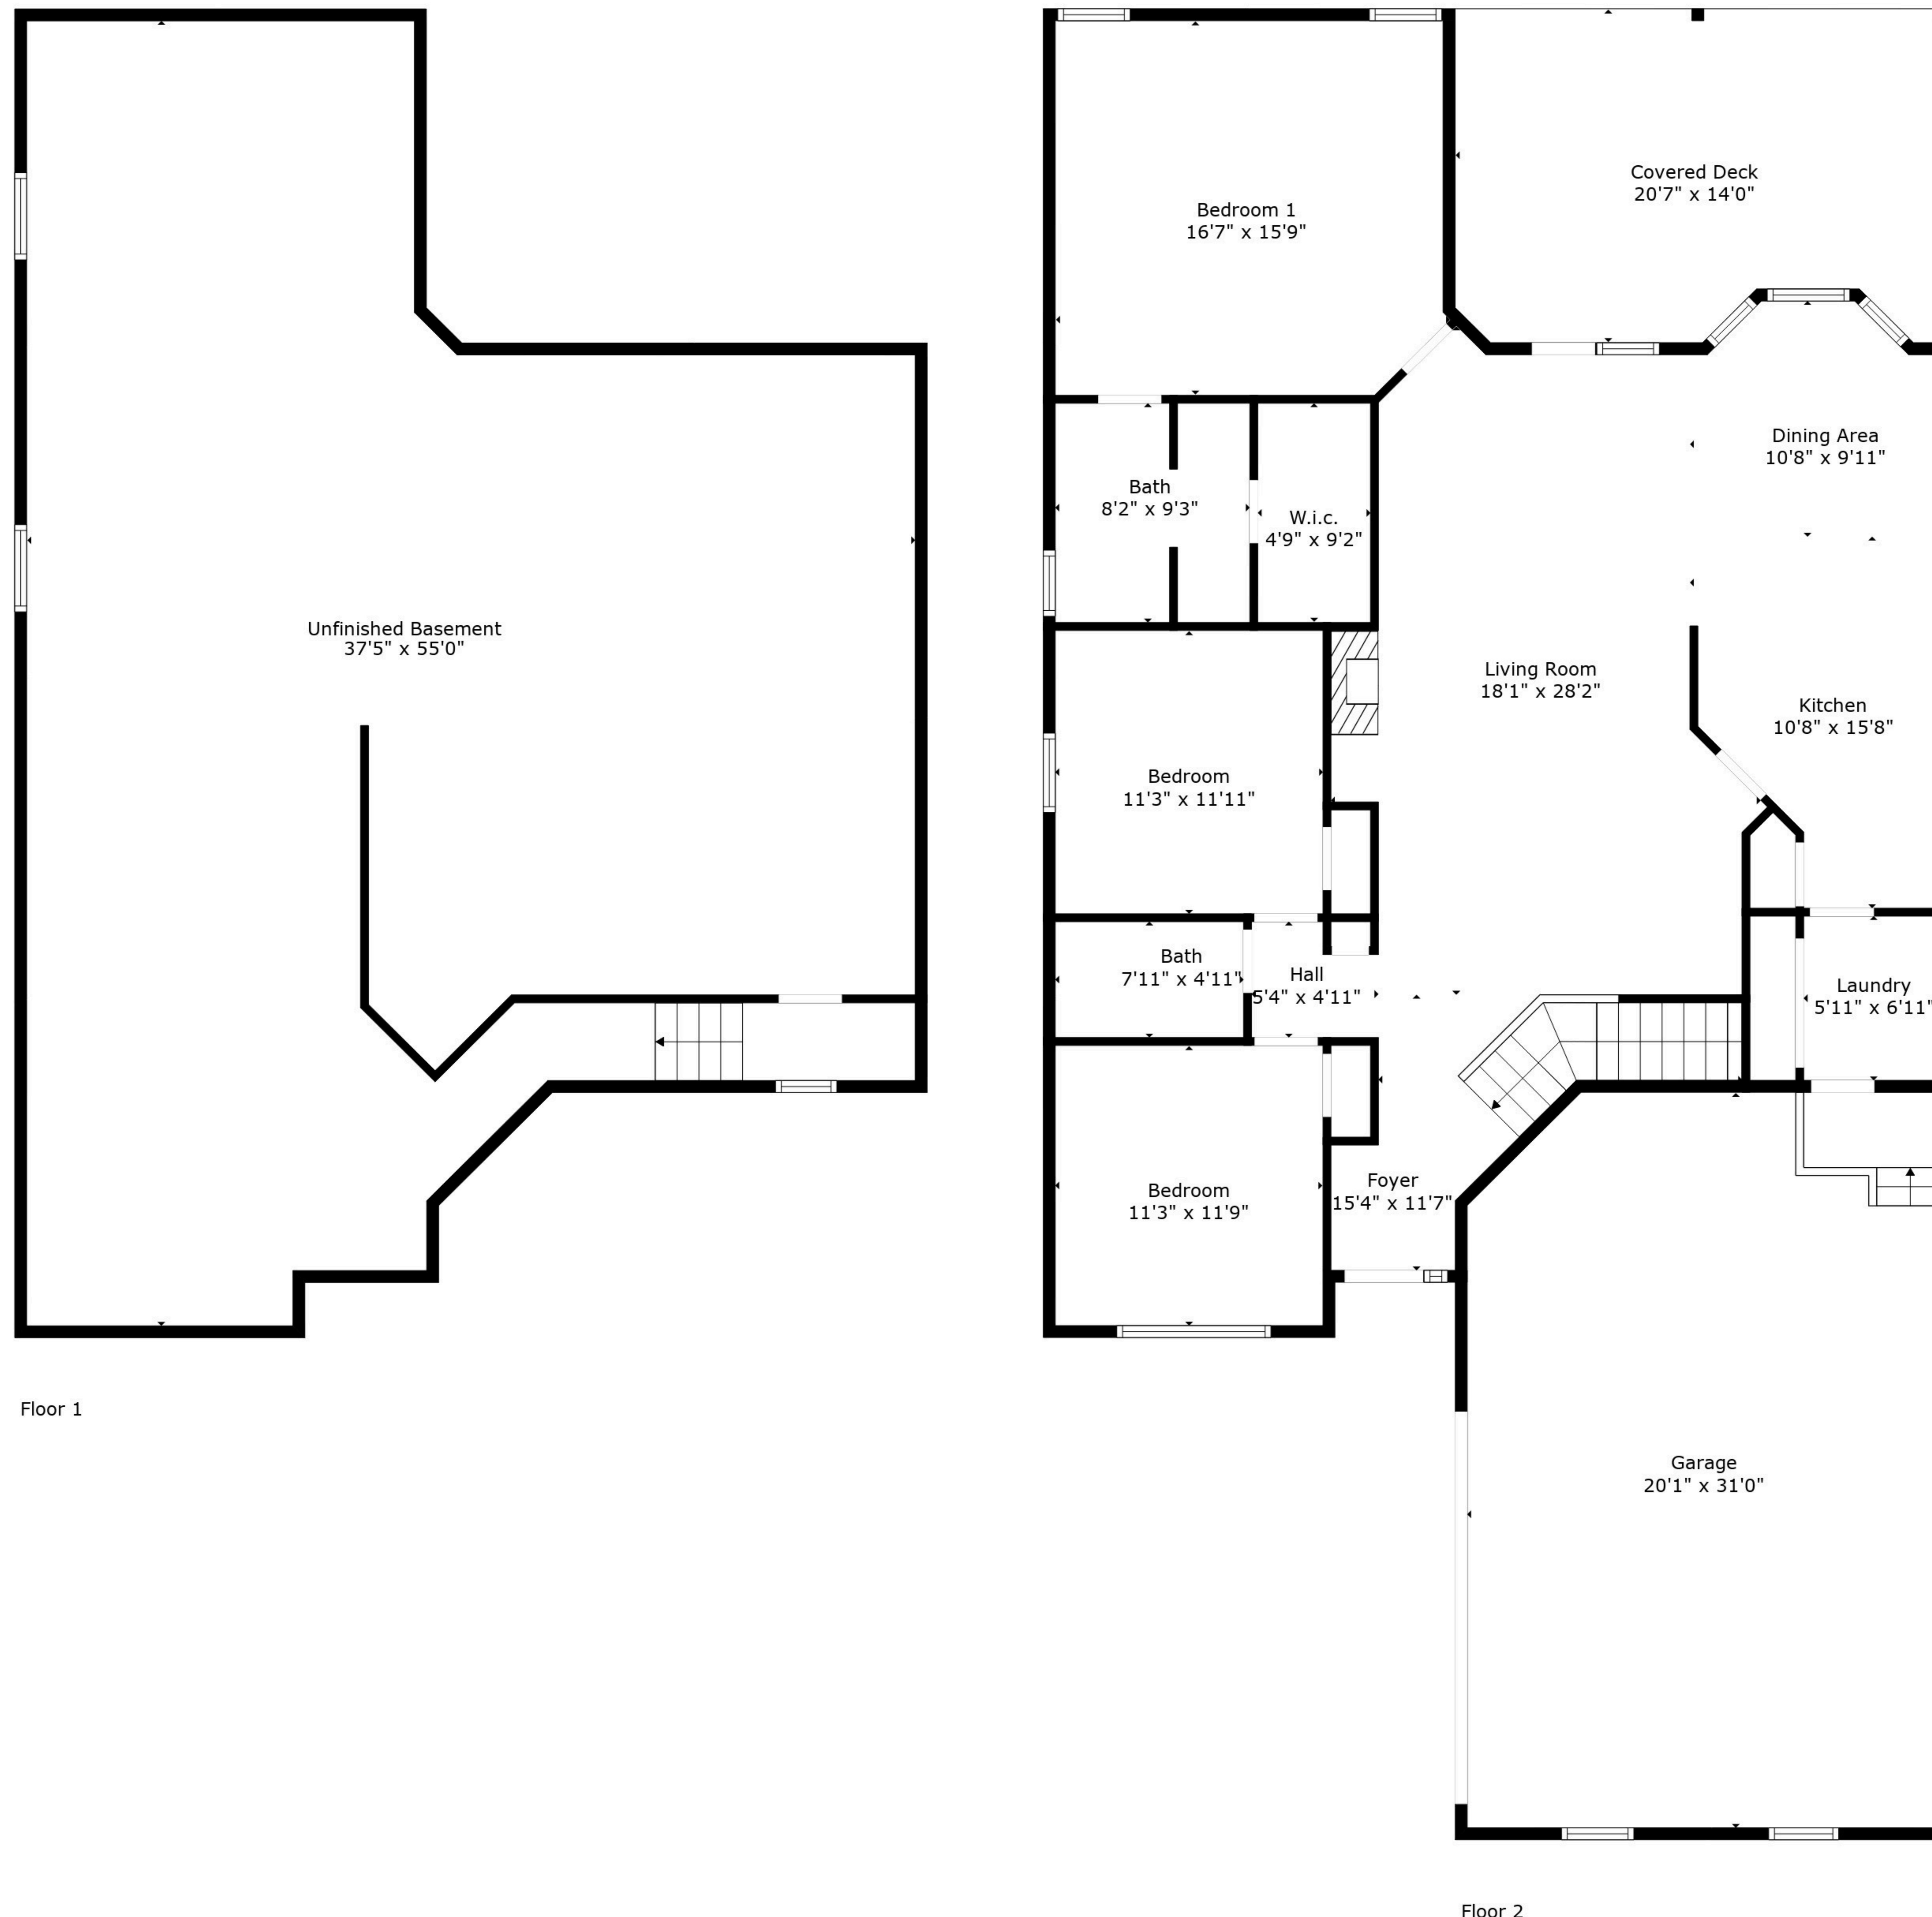 Unfinished Basement
37'5" x 55'0"
Floor 1
Bedroom 1
16'7" x 15'9"
Covered Deck
20'7" x 14'0"
Dining Area
10'8" x 9'11"
Bath
8'2" x 9'3"
W.i.c.
4'9" x 9'2"
Living Room
18'1" x 28'2"
Kitchen
10'8" x 15'8"
Bedroom
11'3" x 11'11"
Bath
7'11" x 4'11"
Hall
5'4" x 4'11"
Laundry
5'11" x 6'11"
Bedroom
11'3" x 11'9"
Foyer
15'4" x 11'7"
Garage
20'1" x 31'0"
Floor 2